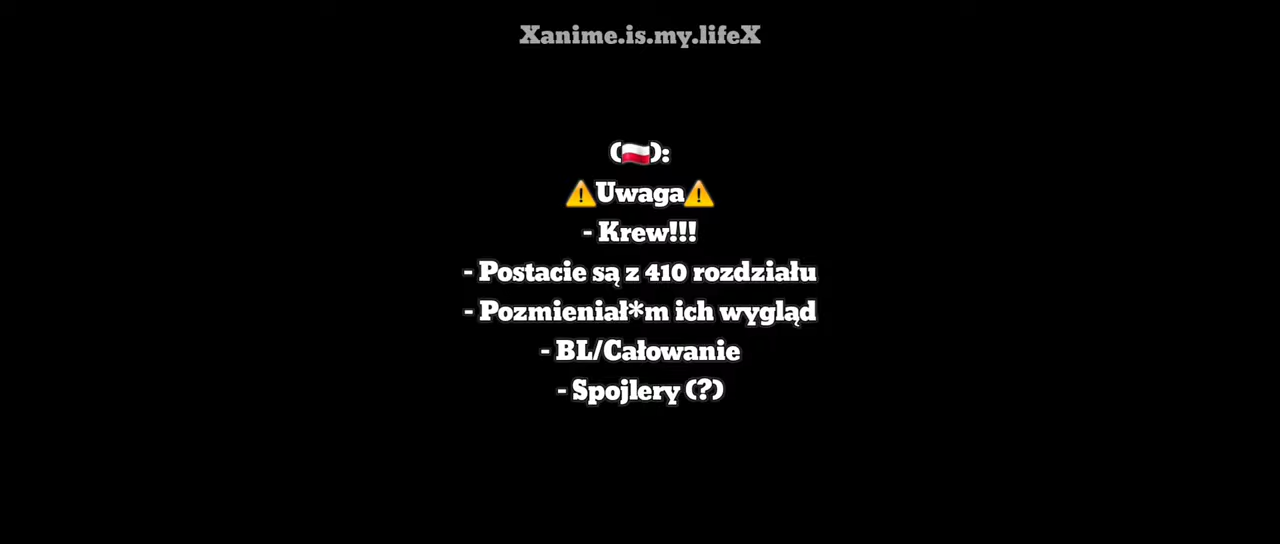 Xanime.is.my.lifeX
(🇵🇱):
⚠️Uwaga⚠️
- Krew!!!
- Postacie są z 410 rozdziału
- Pozmieniał*m ich wygląd
- BL/Całowanie
- Spojlery (?)